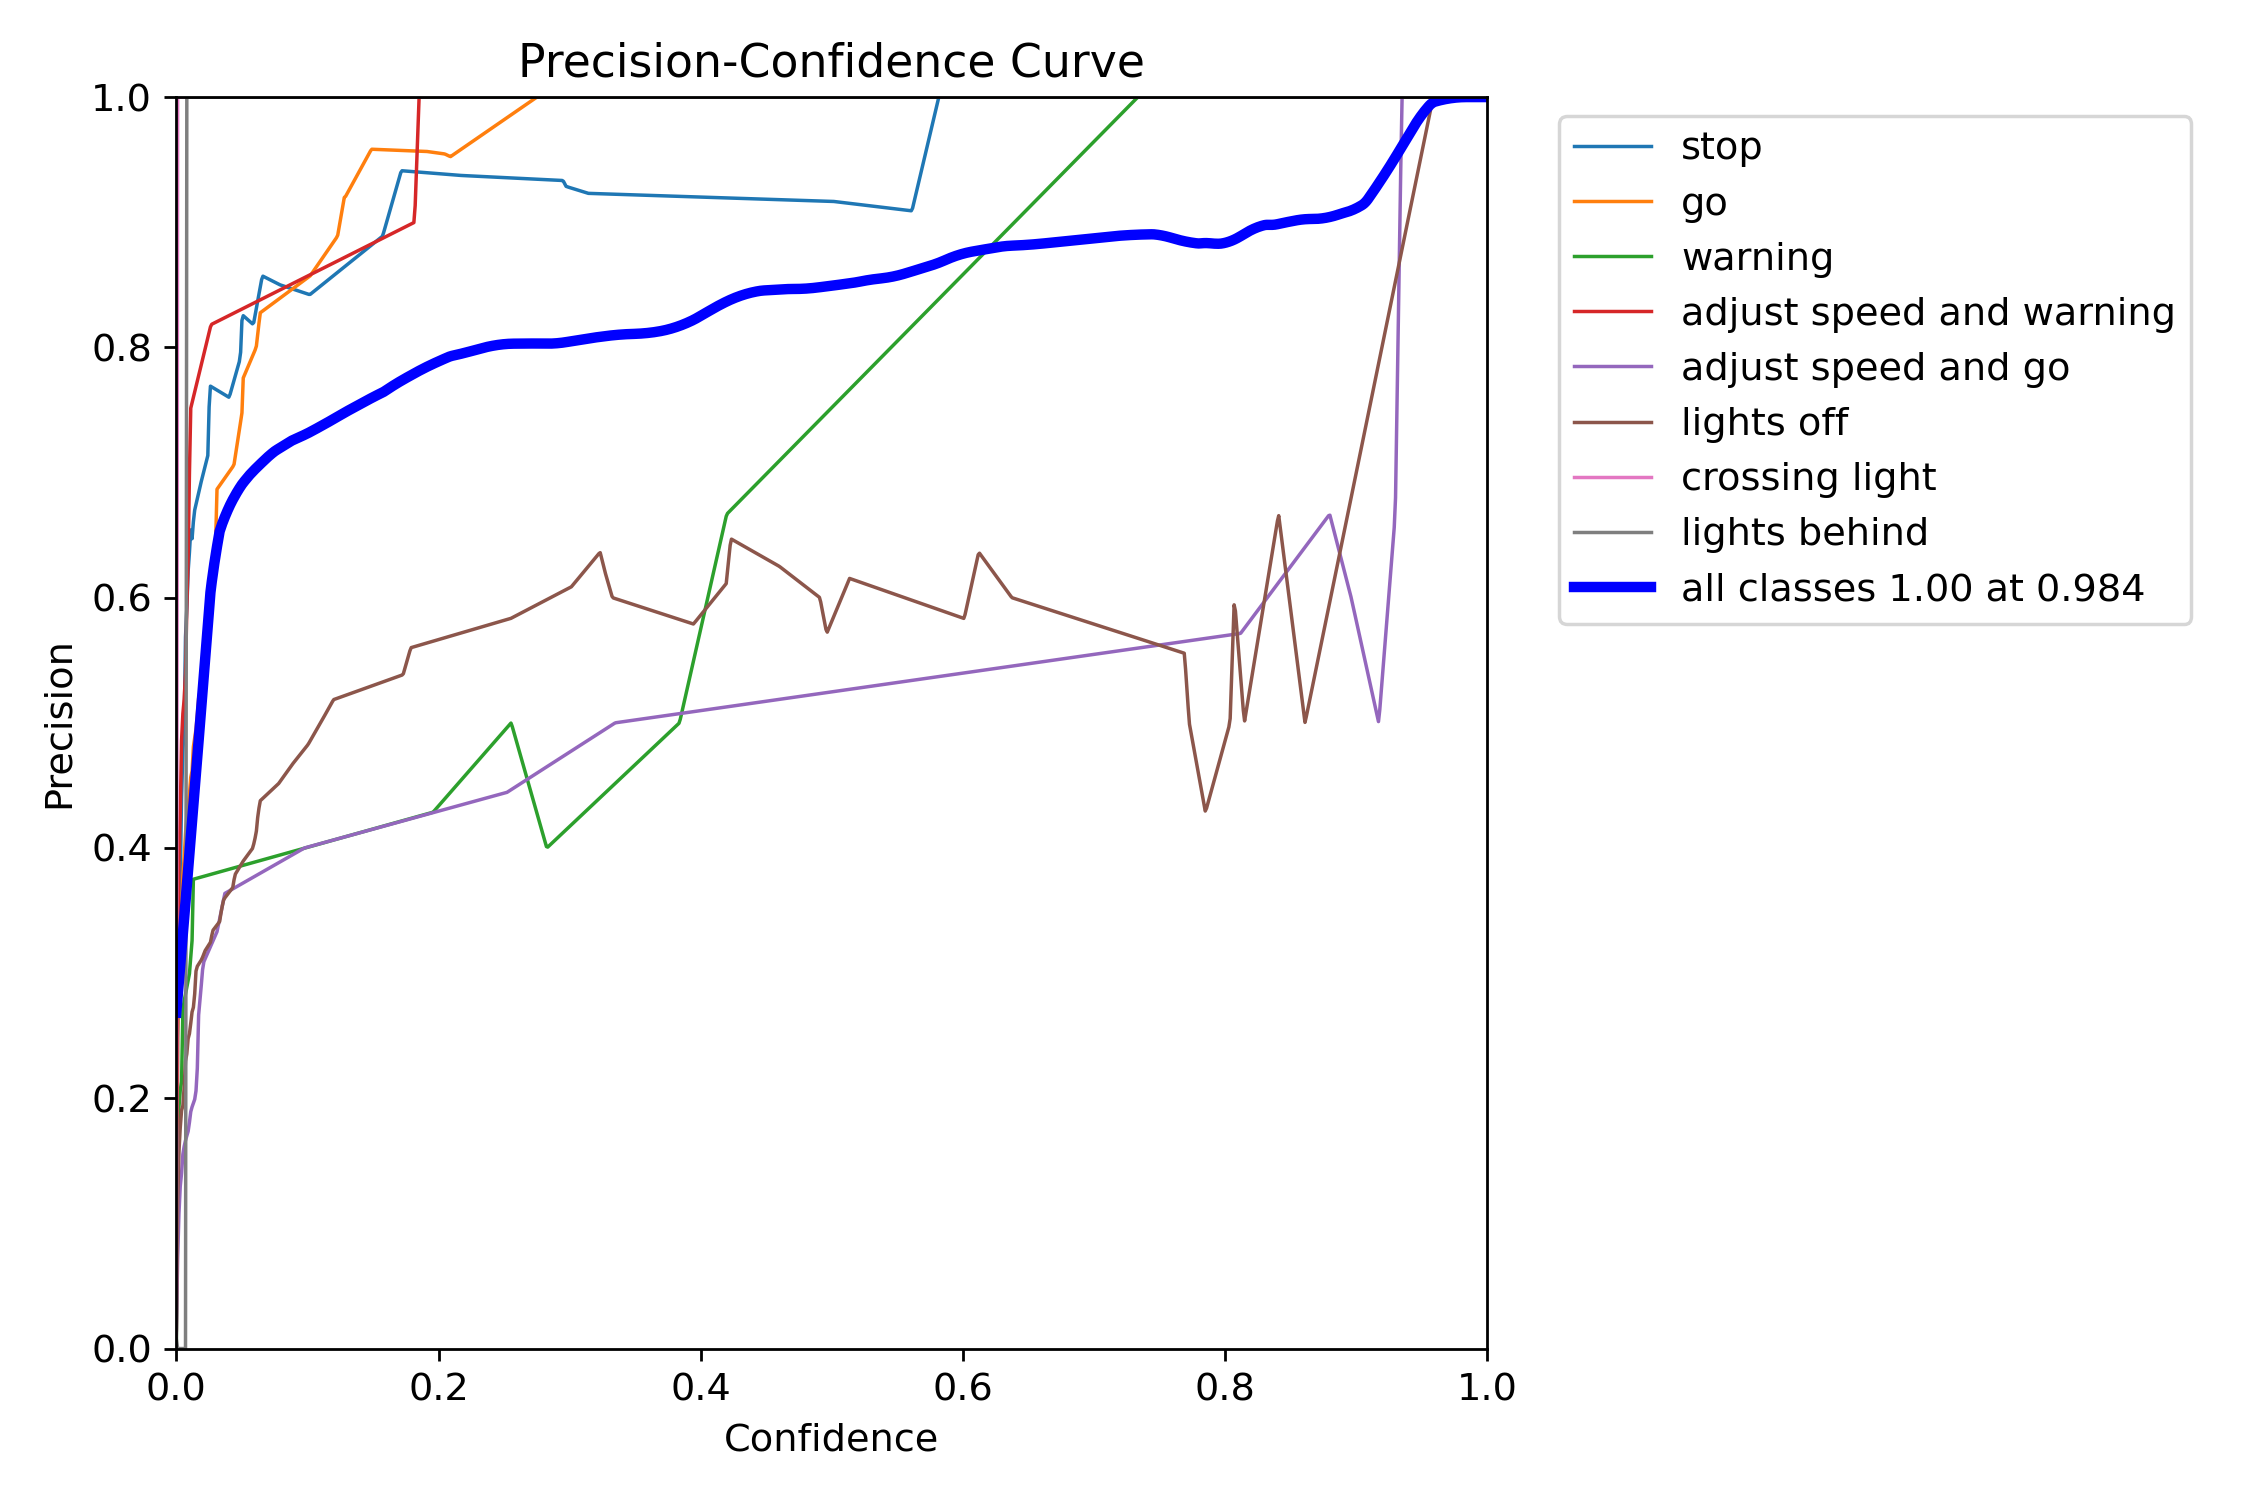 Precision-Confidence Curve
1.0
0.8
0.6
0.4
0.2
0.0
Precision
0.0 0.2 0.4 0.6 0.8 1.0
Confidence
stop
go
warning
adjust speed and warning
adjust speed and go
lights off
crossing light
lights behind
all classes 1.00 at 0.984